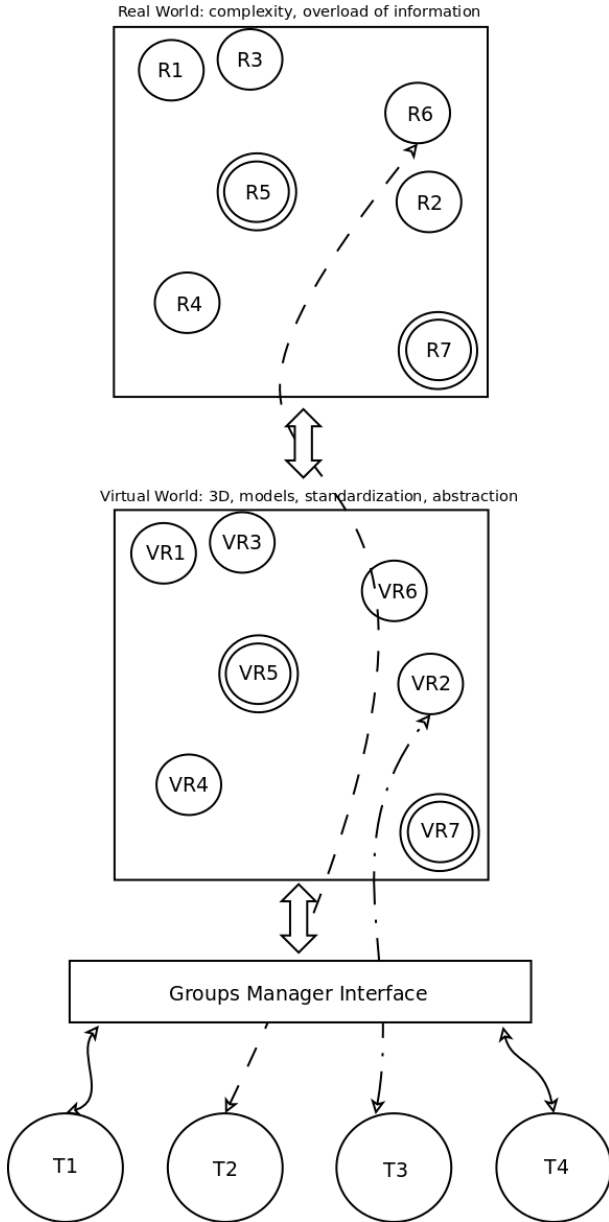 Real World: complexity, overload of information
R1
R3
R6
R5
R2
R4
R7
Virtual World: 3D, models, standardization, abstraction
VR1
VR3
VR6
VR5
VR2
VR4
VR7
Groups Manager Interface
T1
T2
T3
T4